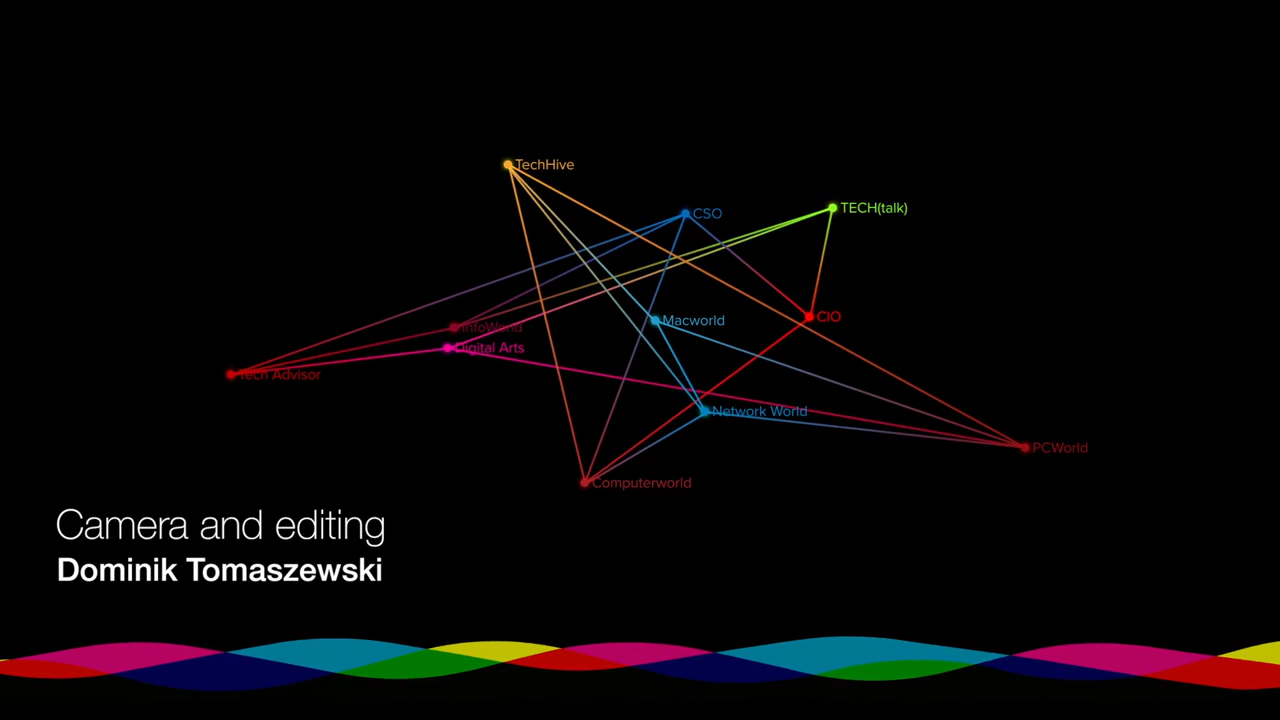 TechHive
CSO
TECH(talk)
CIO
Macworld
InfoWorld
Digital Arts
Tech Advisor
Network World
PCWorld
Computerworld
Camera and editing
Dominik Tomaszewski